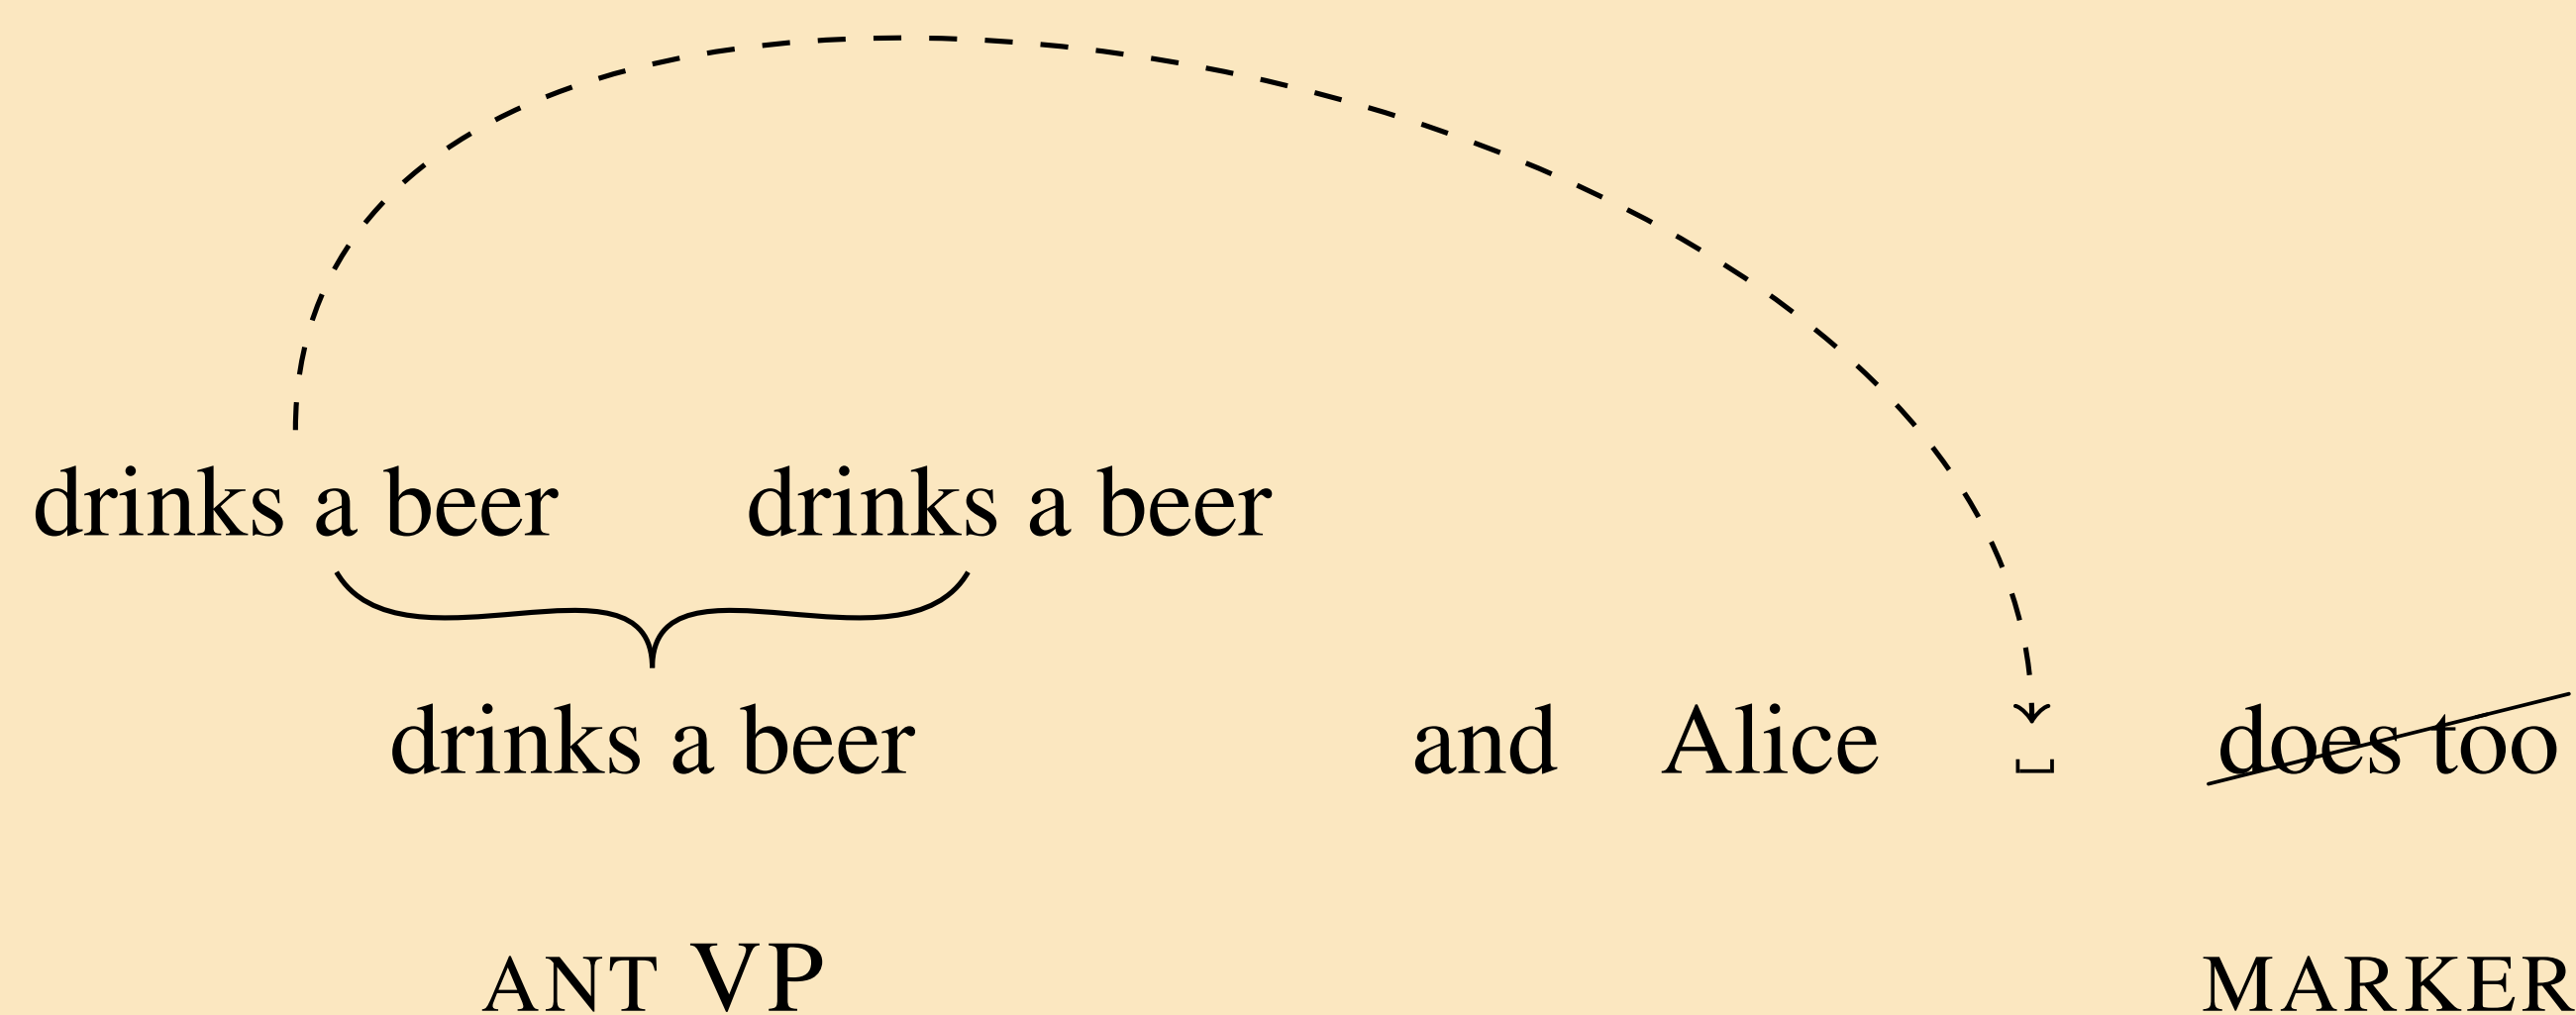 drinks a beer drinks a beer
drinks a beer and Alice ␣ does too
ANT VP MARKER